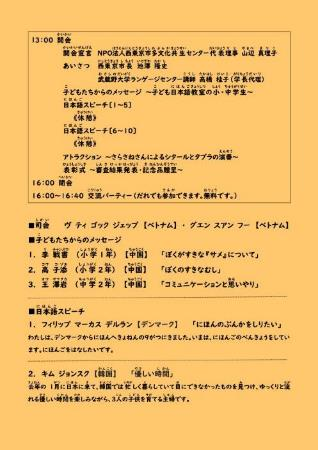 13:00 開会
開会宣言 NPO法人西東京市多文化共生センター代表理事 山辺 真理子
あいさつ 西東京市長 池澤 隆史
武蔵野大学ランゲージセンター講師 高橋 桂子(学長代理)
子どもたちからのメッセージ ～子ども日本語教室の小・中学生～
日本語スピーチ[1～5]
《休憩》
日本語スピーチ[6～10]
《休憩》
アトラクション ～さらさねさんによるシタールとタブラの演奏～
表彰式 ～審査結果発表・記念品贈呈～
16:00 閉会
16:00～16:40 交流パーティー(だれでも参加できます。無料です。)
■司会 ヴ ティ ゴック ジェップ【ベトナム】・グエン スアン フー【ベトナム】
■子どもたちからのメッセージ
1. 李 戦書(小学1年)【中国】 「ぼくがすきな『サメ』について」
2. 高 子添(小学2年)【中国】 「ぼくのすきなむし」
3. 王 澤岩(中学2年)【中国】 「コミュニケーションと思いやり」
■日本語スピーチ
1. フィリップ マーカス デルラン【デンマーク】 「にほんのぶんかをしりたい」
わたしは、デンマークからにほんへきょねんの9がつにきました。いまは、にほんごのべんきょうをしてい
ます。にほんごをはなしたいです。
2. キム ジョンスク【韓国】 「優しい時間」
去年の1月に日本に来て、韓国では忙しく暮らしていて目にできなかったものを見つけ、ゆっくりと流
れる優しい時間を楽しみながら、3人の子供を育てる主婦です。